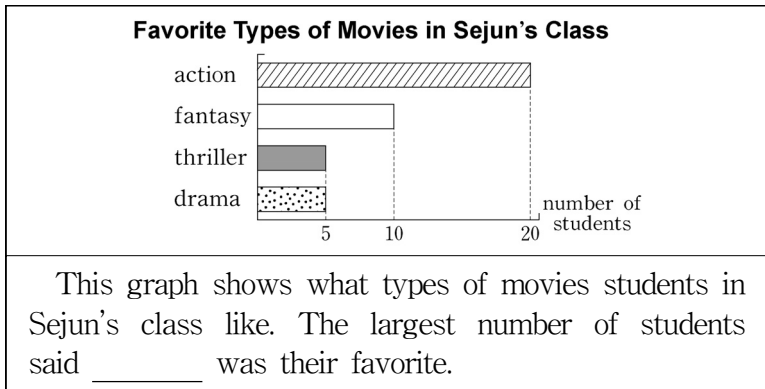 Favorite Types of Movies in Sejun's Class
action
fantasy
thriller
drama
number of
students
5 10 20
This graph shows what types of movies students in
Sejun's class like. The largest number of students
said ________ was their favorite.